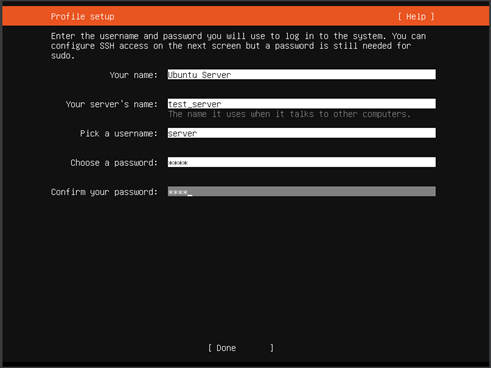 Profile setup [ Help ]
Enter the username and password you will use to log in to the system. You can
configure SSH access on the next screen but a password is still needed for
sudo.
Your name: Ubuntu Server
Your server's name: test_server
The name it uses when it talks to other computers.
Pick a username: server
Choose a password: ****
Confirm your password: ****_
[ Done ]